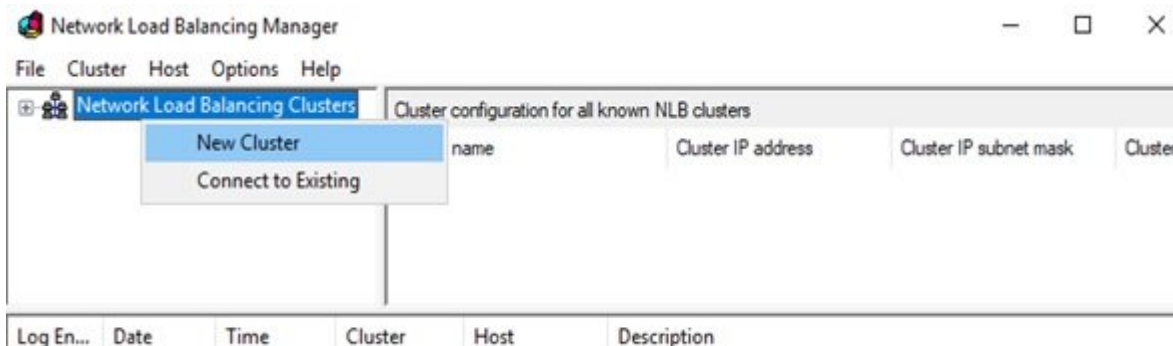 Network Load Balancing Manager
File Cluster Host Options Help
Network Load Balancing Clusters
Cluster configuration for all known NLB clusters
New Cluster
name Cluster IP address Cluster IP subnet mask Cluster
Connect to Existing
Log En... Date Time Cluster Host Description